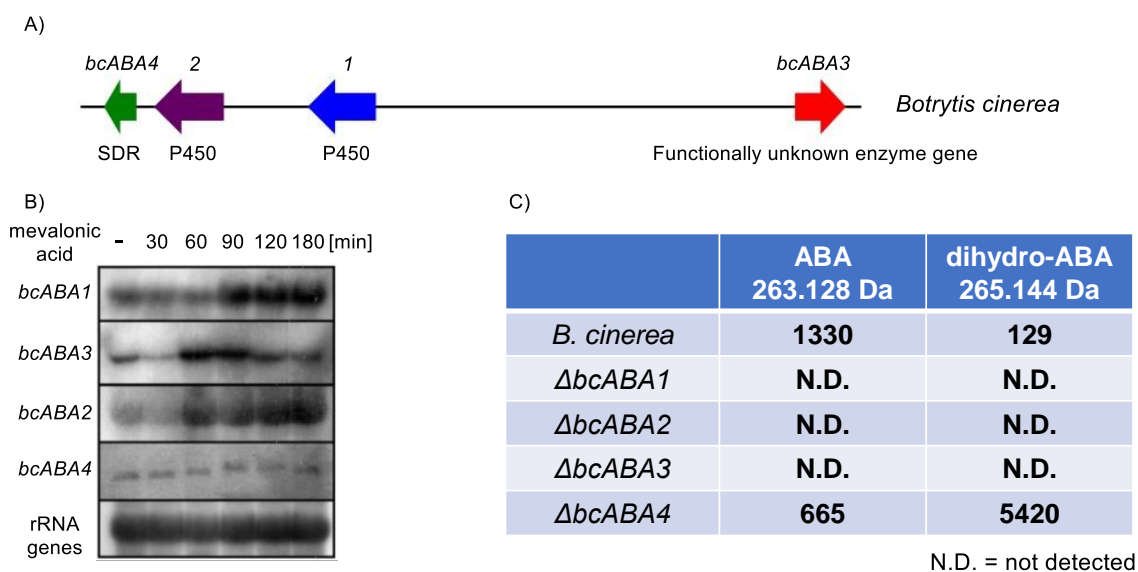 A)
bcABA4 2 1 bcABA3
Botrytis cinerea
SDR P450 P450 Functionally unknown enzyme gene
B)
mevalonic
acid
- 30 60 90 120 180 [min]
bcABA1
bcABA3
bcABA2
bcABA4
rRNA
genes
C)
ABA dihydro-ABA
263.128 Da 265.144 Da
B. cinerea 1330 129
ΔbcABA1 N.D. N.D.
ΔbcABA2 N.D. N.D.
ΔbcABA3 N.D. N.D.
ΔbcABA4 665 5420
N.D. = not detected